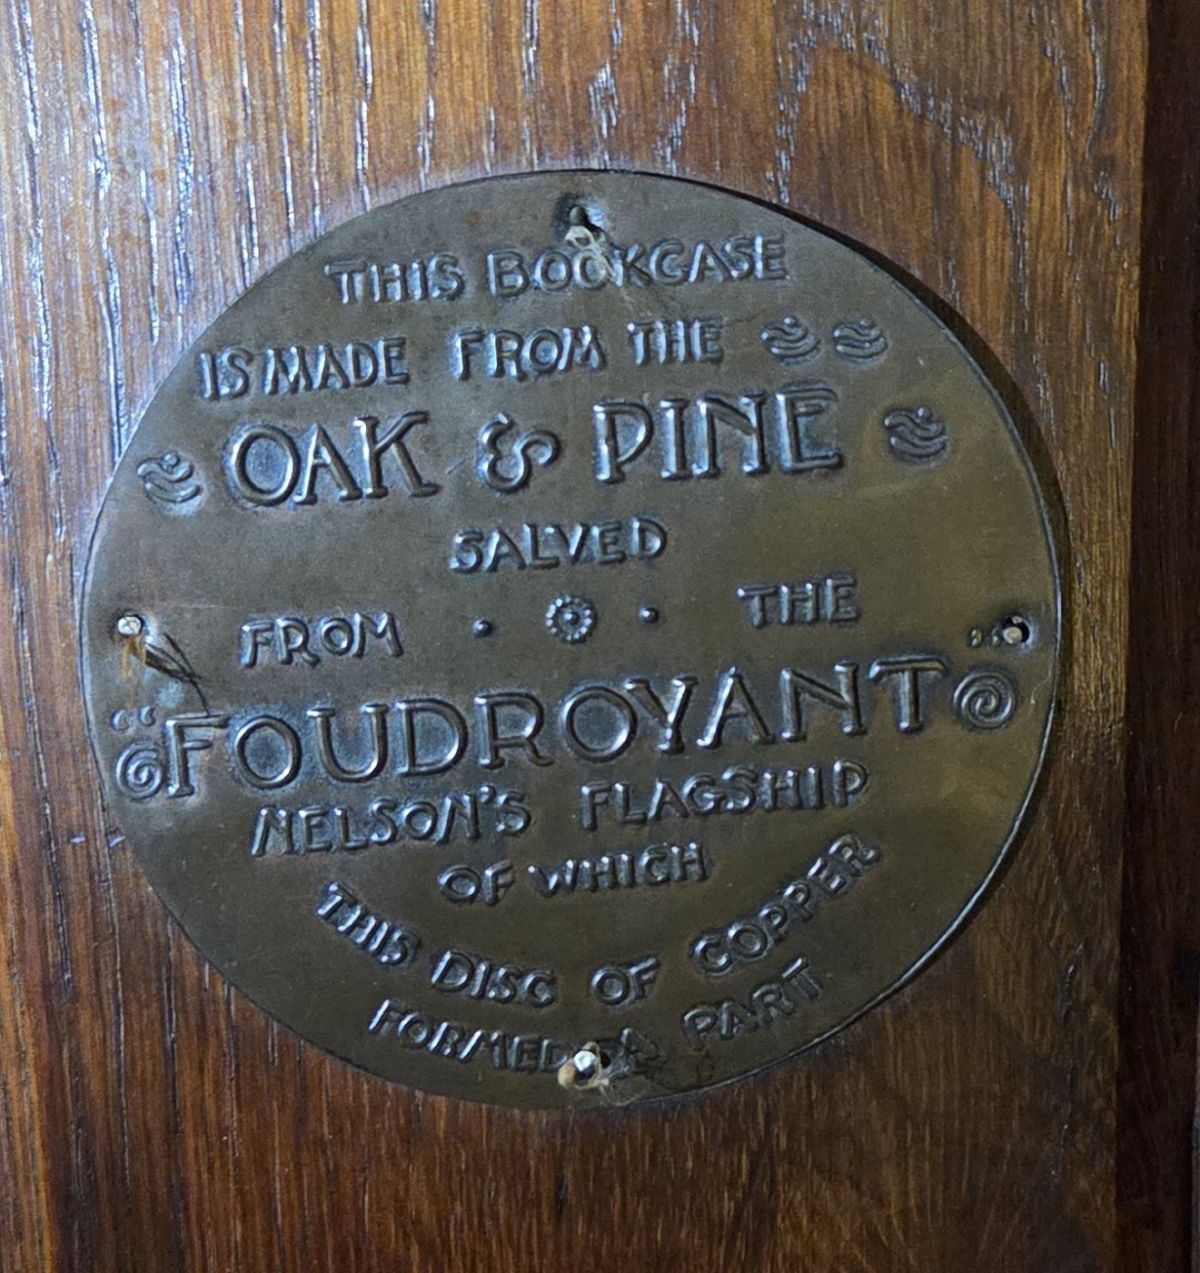 THIS BOOKCASE
IS MADE FROM THE
OAK & PINE
SALVED
FROM · · THE
“FOUDROYANT”
NELSON'S FLAGSHIP
OF WHICH
THIS DISC OF COPPER
FORMED A PART